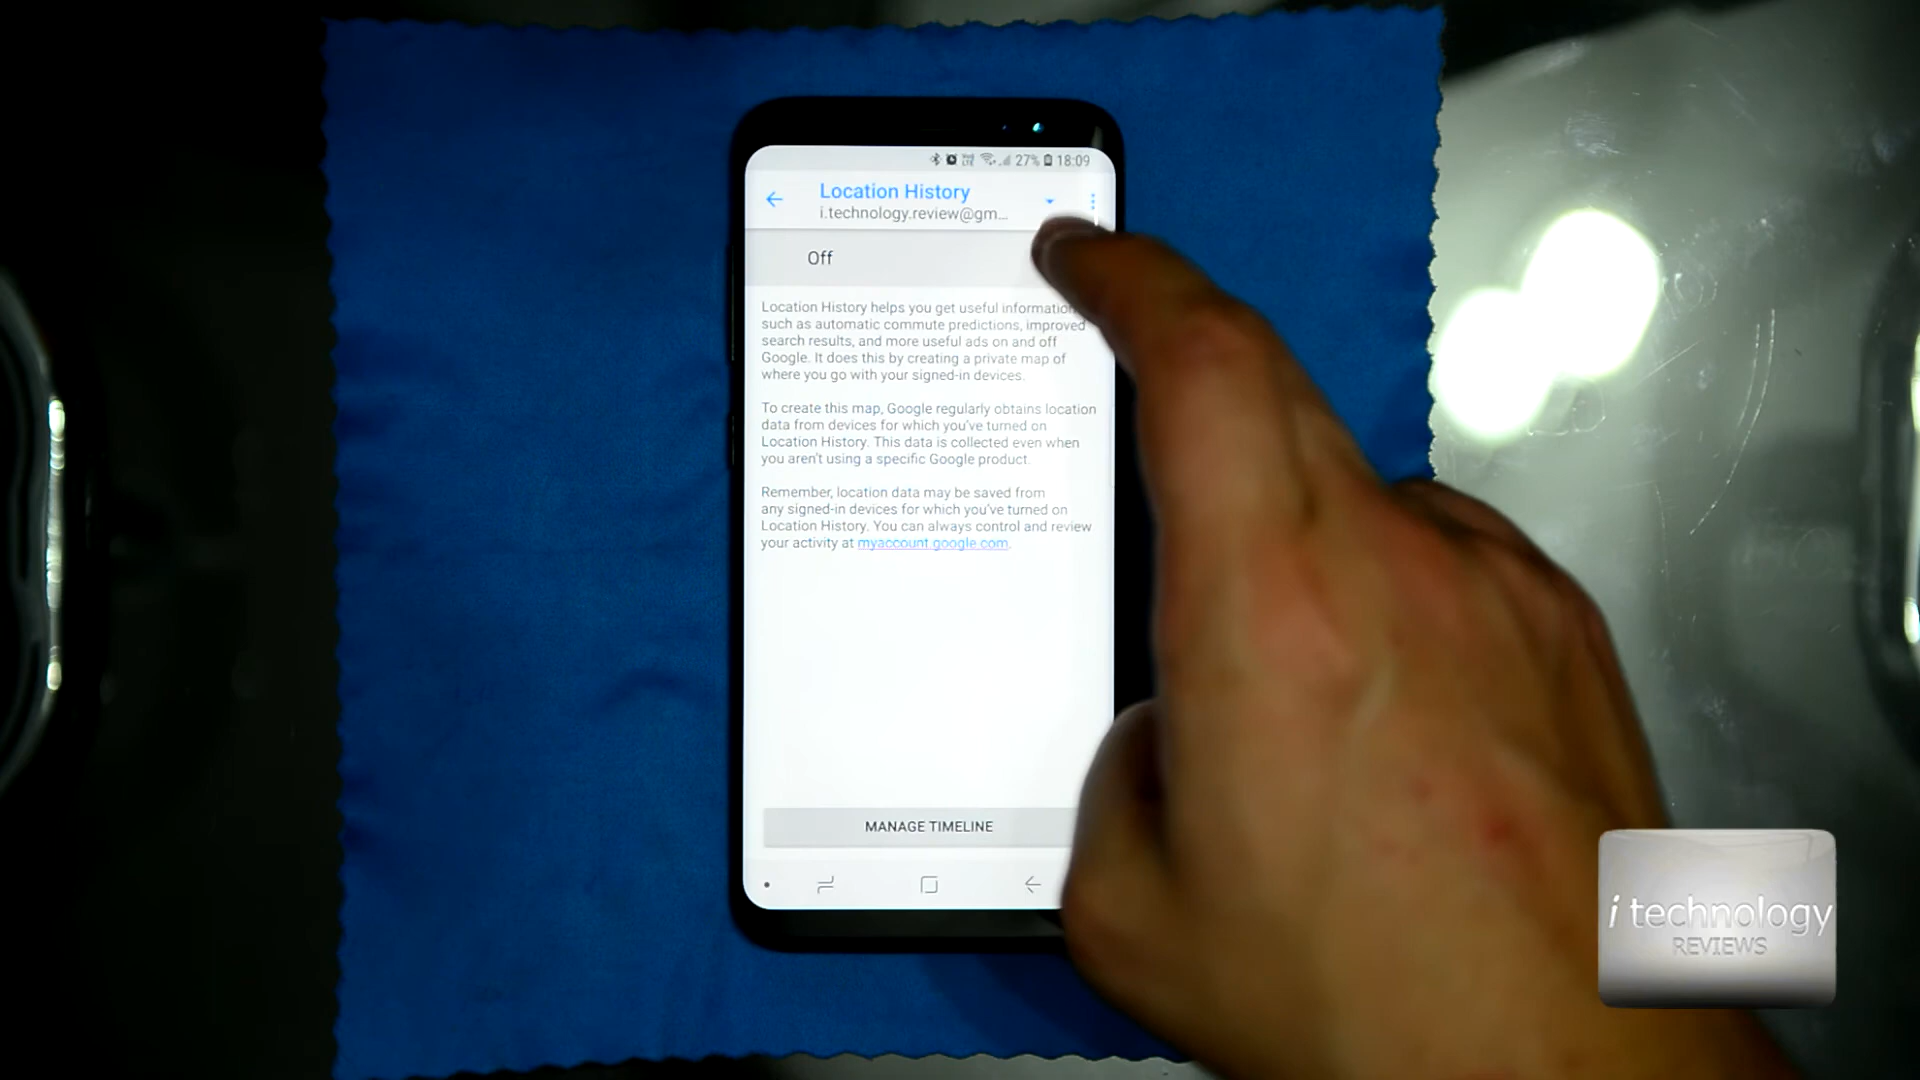 27% 18:09
Location History
i.technology.review@gm...
Off
Location History helps you get useful information
such as automatic commute predictions, improved
search results, and more useful ads on and off
Google. It does this by creating a private map of
where you go with your signed-in devices.
To create this map, Google regularly obtains location
data from devices for which you've turned on
Location History. This data is collected even when
you aren't using a specific Google product.
Remember, location data may be saved from
any signed-in devices for which you've turned on
Location History. You can always control and review
your activity at myaccount.google.com.
MANAGE TIMELINE
i technology
REVIEWS